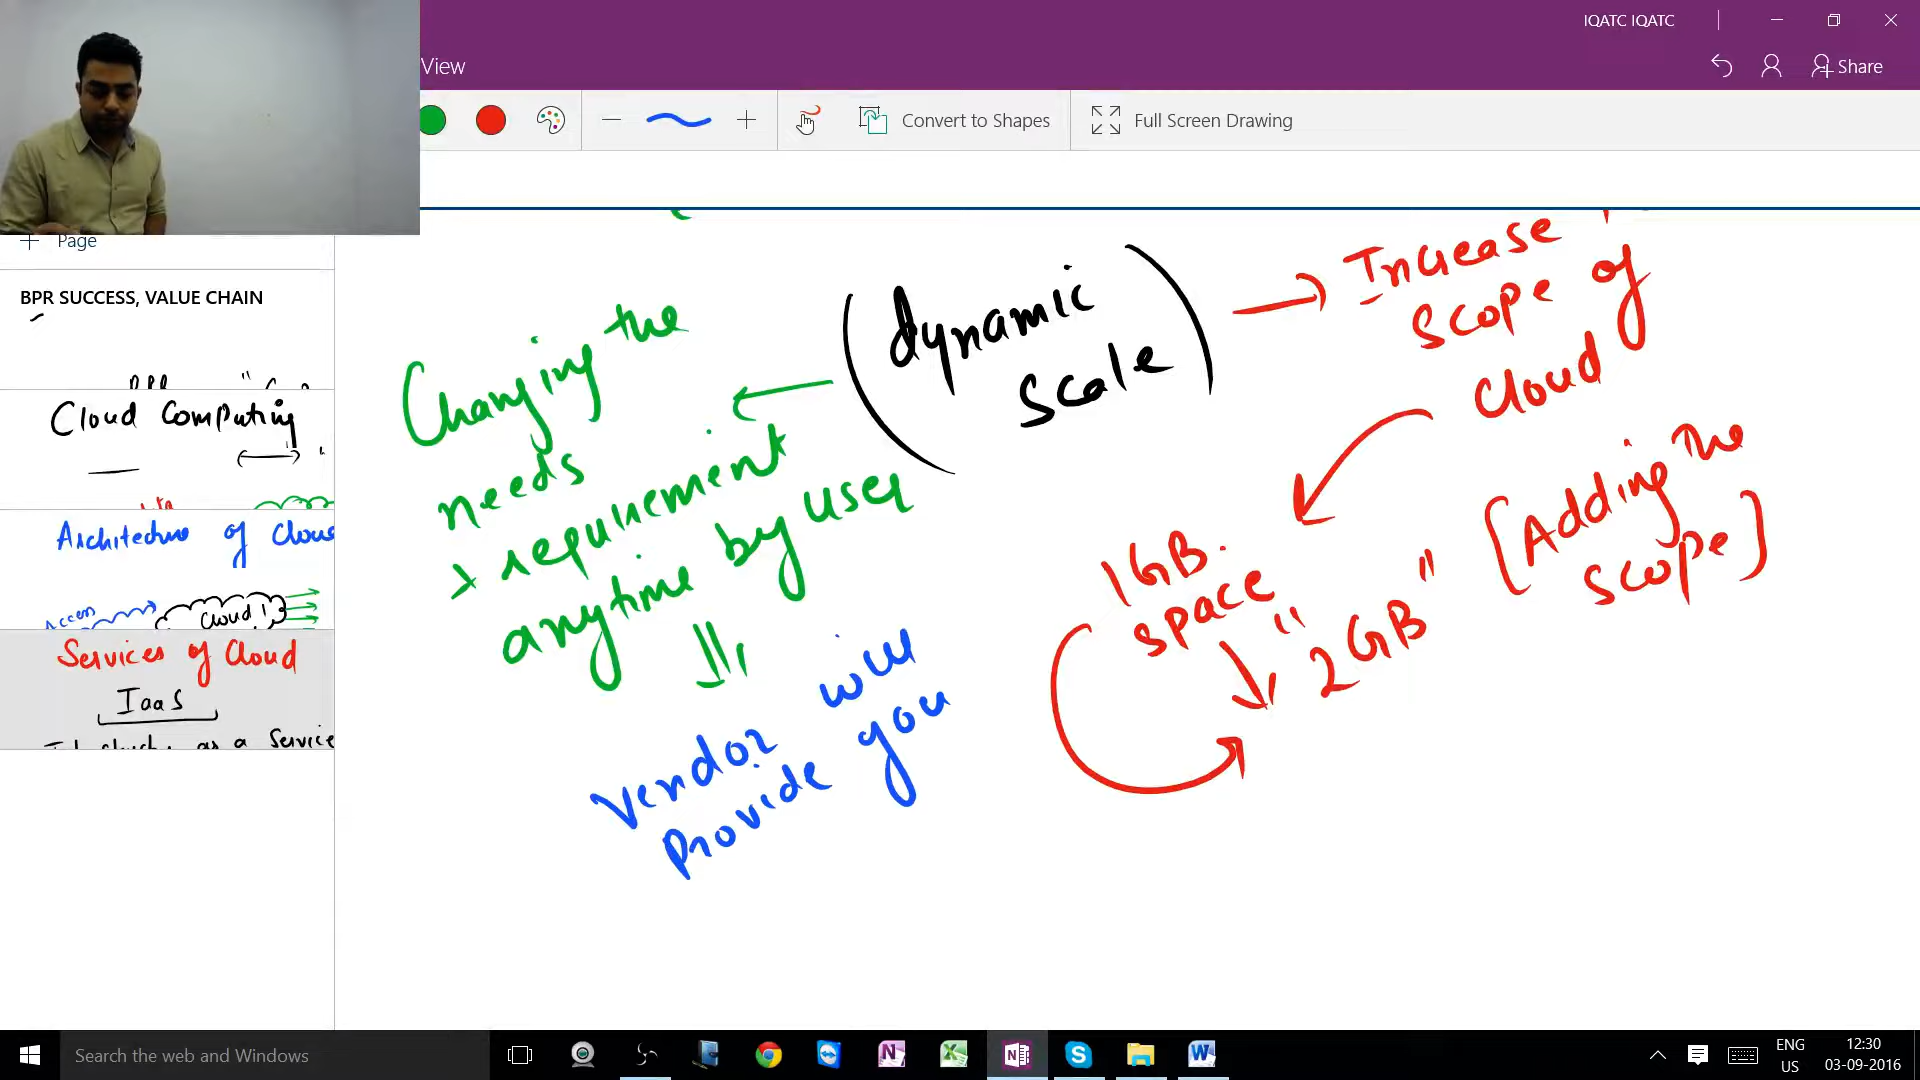 IQATC IQATC
View
Share
Convert to Shapes
Full Screen Drawing
Page
BPR SUCCESS, VALUE CHAIN
Cloud Computing
Architecture of Cloud
Access
Cloud
Services of Cloud
IaaS
as a Service
(dynamic
scale)
Increase
scope of
Cloud
Changing the
needs
requirement
anytime by user
vendor will
provide you
1GB.
space
"2GB"
[Adding the
scope]
Search the web and Windows
ENG
US
12:30
03-09-2016